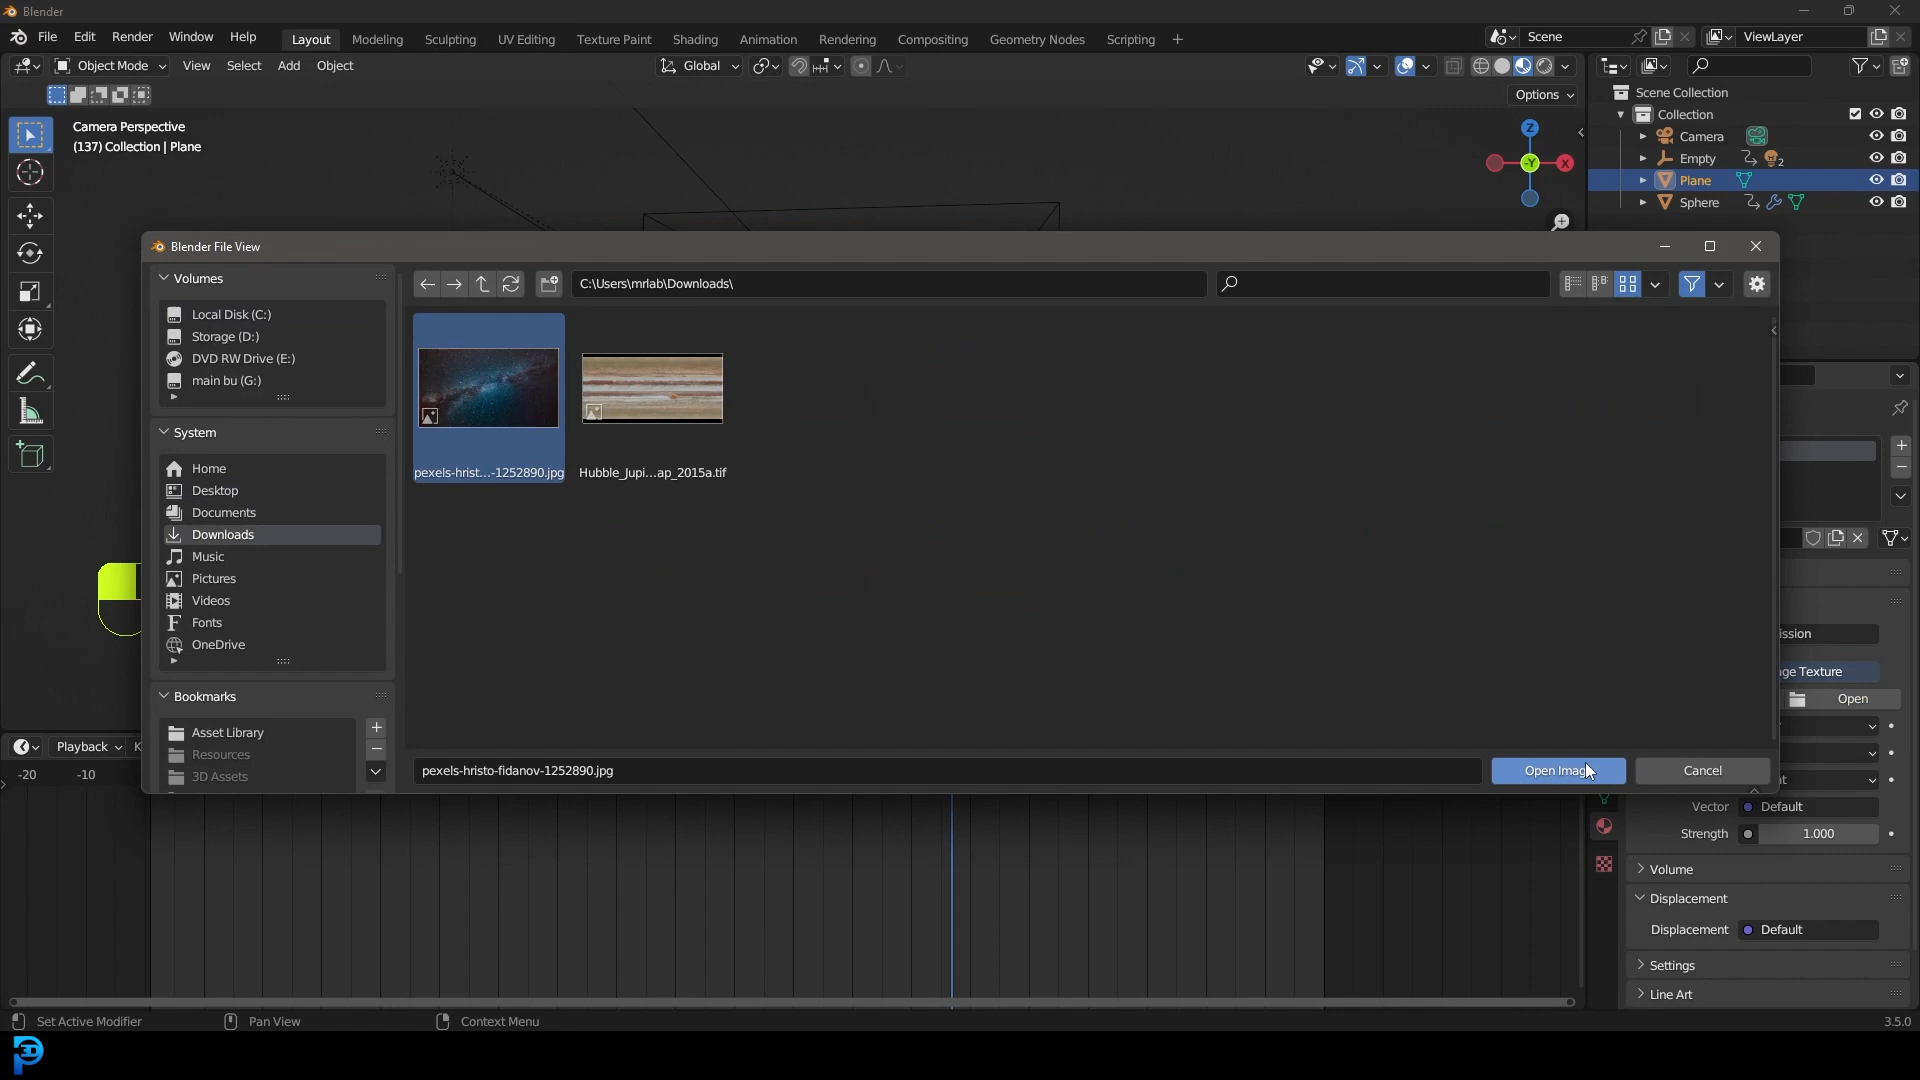 Blender
File Edit Render Window Help Layout Modeling Sculpting UV Editing Texture Paint Shading Animation Rendering Compositing Geometry Nodes Scripting + Scene ViewLayer
Object Mode View Select Add Object Global
Options
Camera Perspective
(137) Collection | Plane
Z
-Y
X
Scene Collection
Collection
Camera
Empty 2
Plane
Sphere
Blender File View
Volumes
Local Disk (C:)
Storage (D:)
DVD RW Drive (E:)
main bu (G:)
System
Home
Desktop
Documents
Downloads
Music
Pictures
Videos
Fonts
OneDrive
Bookmarks
Asset Library
Resources
3D Assets
C:\Users\mrlab\Downloads\
pexels-hrist...-1252890.jpg
Hubble_Jupi...ap_2015a.tif
pexels-hristo-fidanov-1252890.jpg
Open Imag
Cancel
ission
ge Texture
Open
Vector Default
Strength 1.000
Volume
Displacement
Displacement Default
Settings
Line Art
Playback K
-20 -10
Set Active Modifier Pan View Context Menu 3.5.0
3D
P